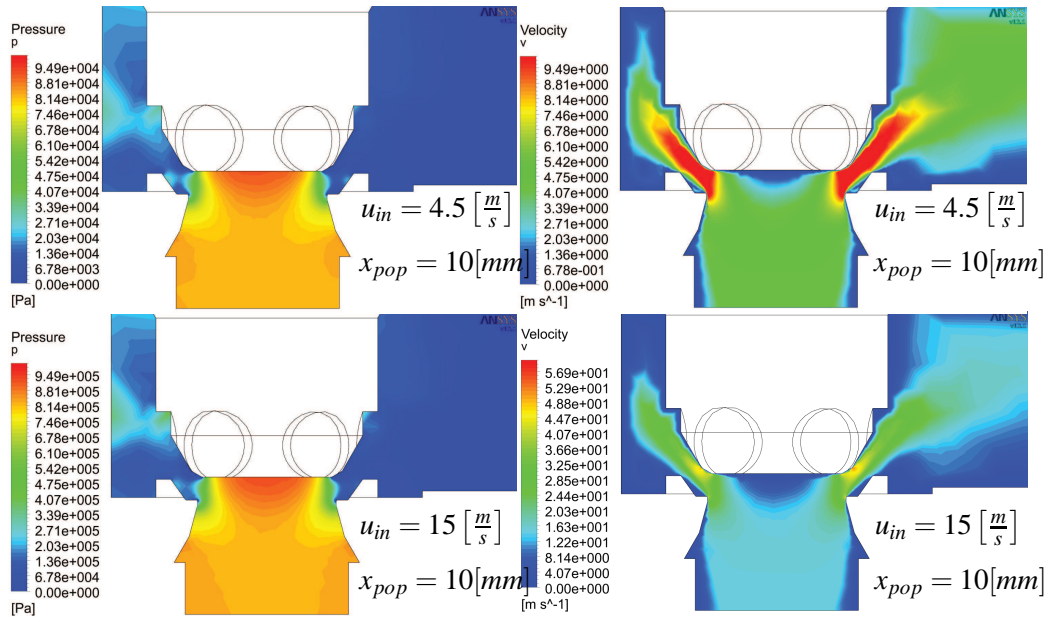 Pressure
p
9.49e+004
8.81e+004
8.14e+004
7.46e+004
6.78e+004
6.10e+004
5.42e+004
4.75e+004
4.07e+004
3.39e+004
2.71e+004
2.03e+004
1.36e+004
6.78e+003
0.00e+000
[Pa]
u_in = 4.5 [m/s]
x_pop = 10[mm]
Velocity
v
9.49e+000
8.81e+000
8.14e+000
7.46e+000
6.78e+000
6.10e+000
5.42e+000
4.75e+000
4.07e+000
3.39e+000
2.71e+000
2.03e+000
1.36e+000
6.78e-001
0.00e+000
[m s^-1]
u_in = 4.5 [m/s]
x_pop = 10[mm]
Pressure
p
9.49e+005
8.81e+005
8.14e+005
7.46e+005
6.78e+005
6.10e+005
5.42e+005
4.75e+005
4.07e+005
3.39e+005
2.71e+005
2.03e+005
1.36e+005
6.78e+004
0.00e+000
[Pa]
u_in = 15 [m/s]
x_pop = 10[mm]
Velocity
v
5.69e+001
5.29e+001
4.88e+001
4.47e+001
4.07e+001
3.66e+001
3.25e+001
2.85e+001
2.44e+001
2.03e+001
1.63e+001
1.22e+001
8.14e+000
4.07e+000
0.00e+000
[m s^-1]
u_in = 15 [m/s]
x_pop = 10[mm]